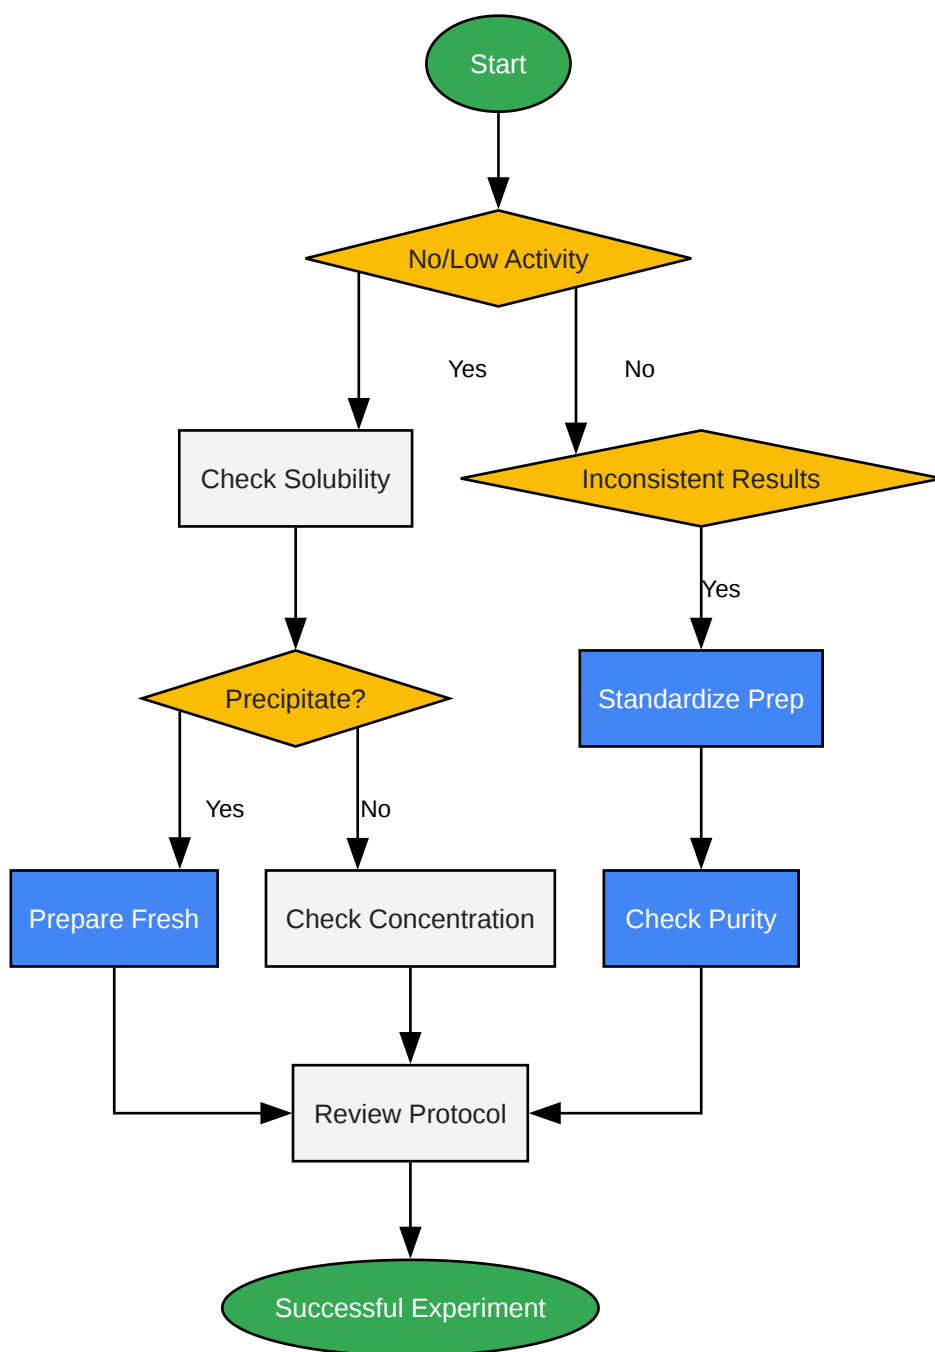 Start
No/Low Activity
Yes
No
Check Solubility
Inconsistent Results
Yes
Precipitate?
Standardize Prep
Yes
No
Prepare Fresh
Check Concentration
Check Purity
Review Protocol
Successful Experiment